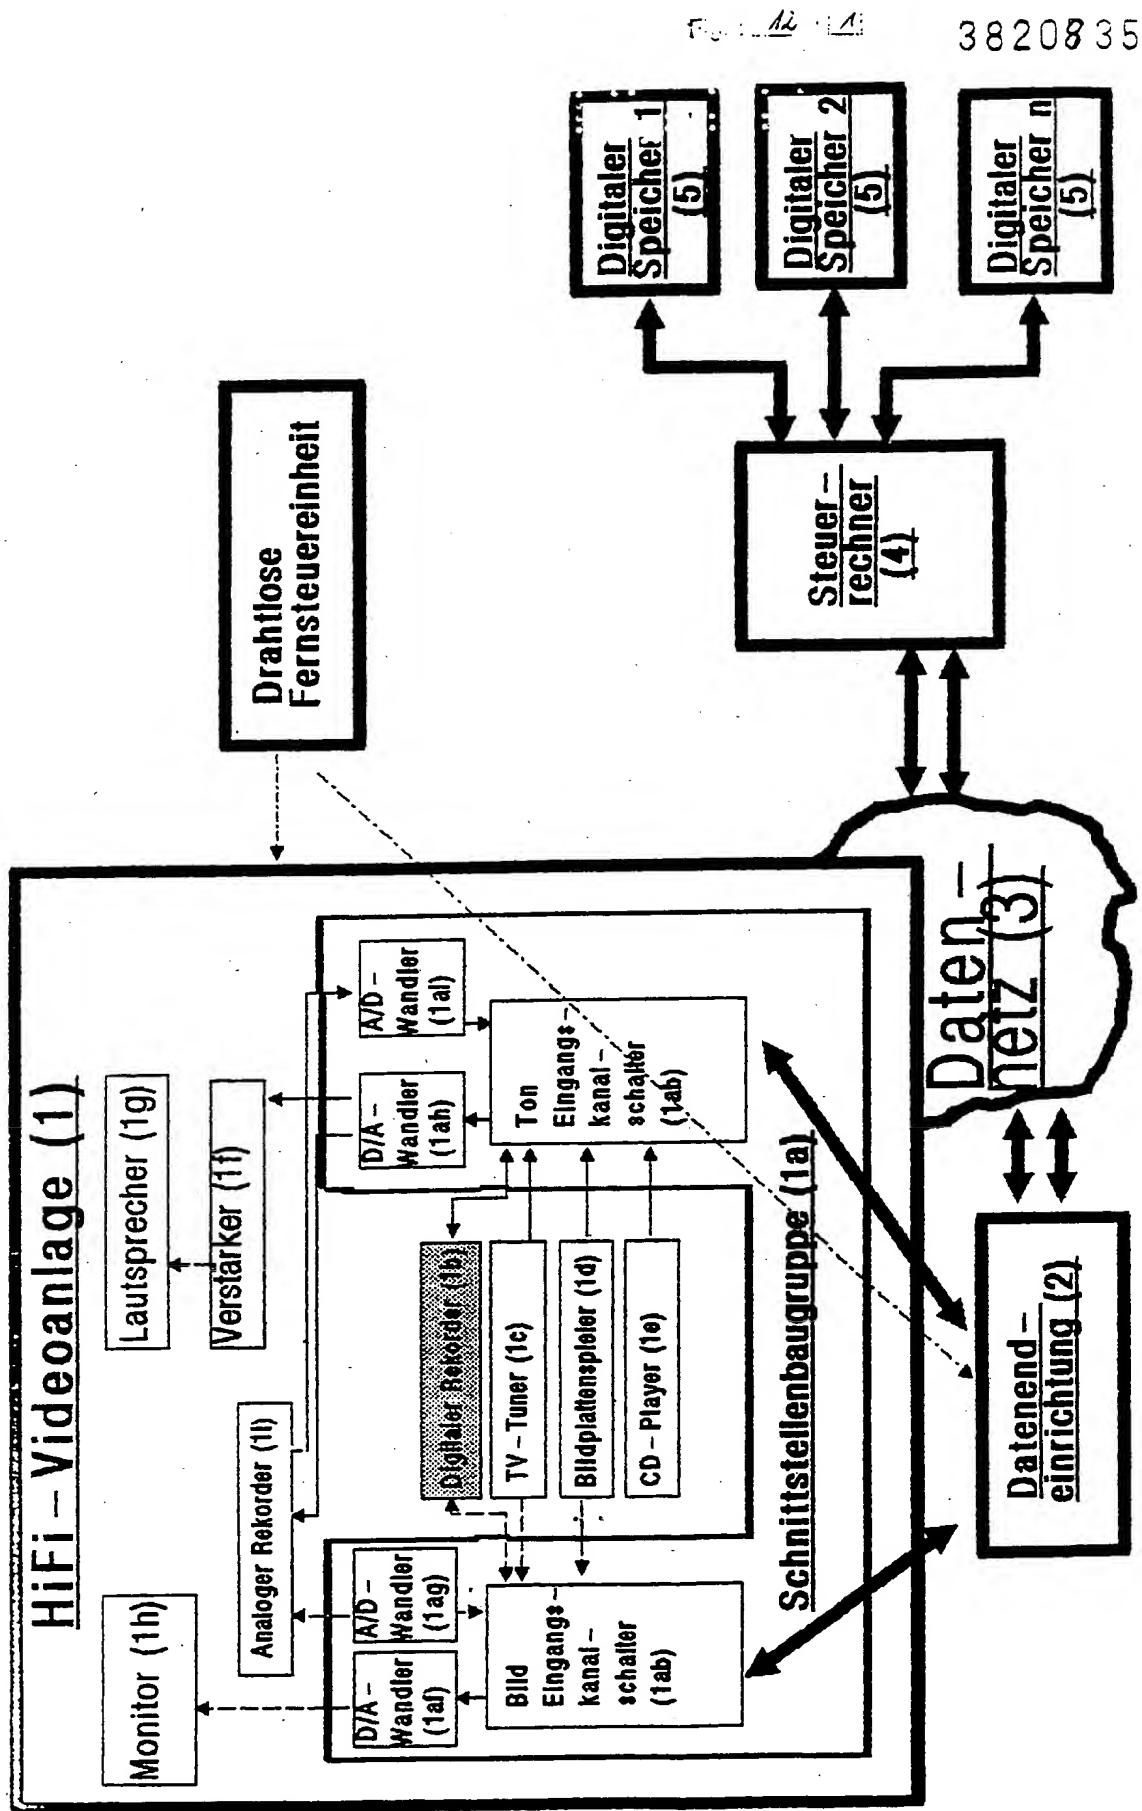 3820835
HiFi – Videoanlage (1)
Monitor (1h)
Lautsprecher (1g)
Verstärker (1f)
Analoger Rekorder (1i)
D/A –
Wandler
(1af)
A/D –
Wandler
(1ag)
D/A –
Wandler
(1ah)
A/D –
Wandler
(1ai)
Bild
Eingangs –
kanal –
schalter
(1ab)
Digitaler Rekorder (1b)
TV – Tuner (1c)
Bildplattenspieler (1d)
CD – Player (1e)
Ton
Eingangs –
kanal –
schalter
(1ab)
Schnittstellenbaugruppe (1a)
Drahtlose
Fernsteuereinheit
Datenend –
einrichtung (2)
Daten –
netz (3)
Steuer –
rechner
(4)
Digitaler
Speicher 1
(5)
Digitaler
Speicher 2
(5)
Digitaler
Speicher n
(5)